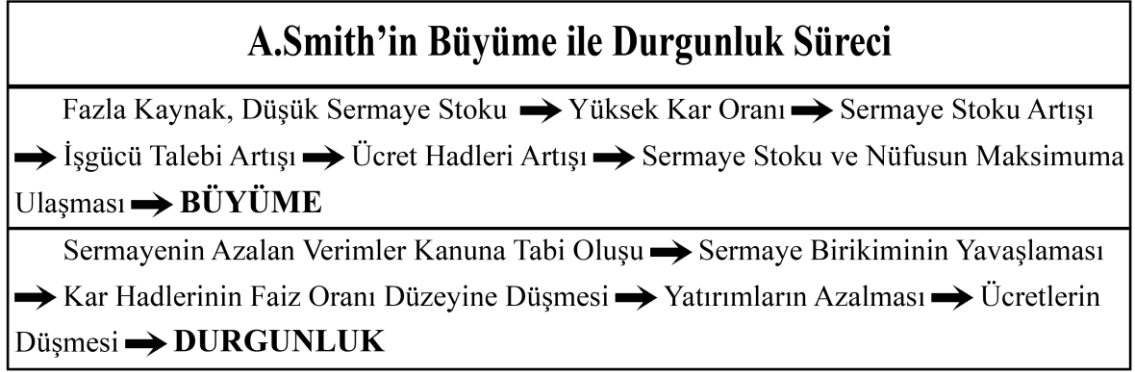 A.Smith'in Büyüme ile Durgunluk Süreci
Fazla Kaynak, Düşük Sermaye Stoku → Yüksek Kar Oranı → Sermaye Stoku Artışı
→ İşgücü Talebi Artışı → Ücret Hadleri Artışı → Sermaye Stoku ve Nüfusun Maksimuma
Ulaşması → BÜYÜME
Sermayenin Azalan Verimler Kanuna Tabi Oluşu → Sermaye Birikiminin Yavaşlaması
→ Kar Hadlerinin Faiz Oranı Düzeyine Düşmesi → Yatırımların Azalması → Ücretlerin
Düşmesi → DURGUNLUK